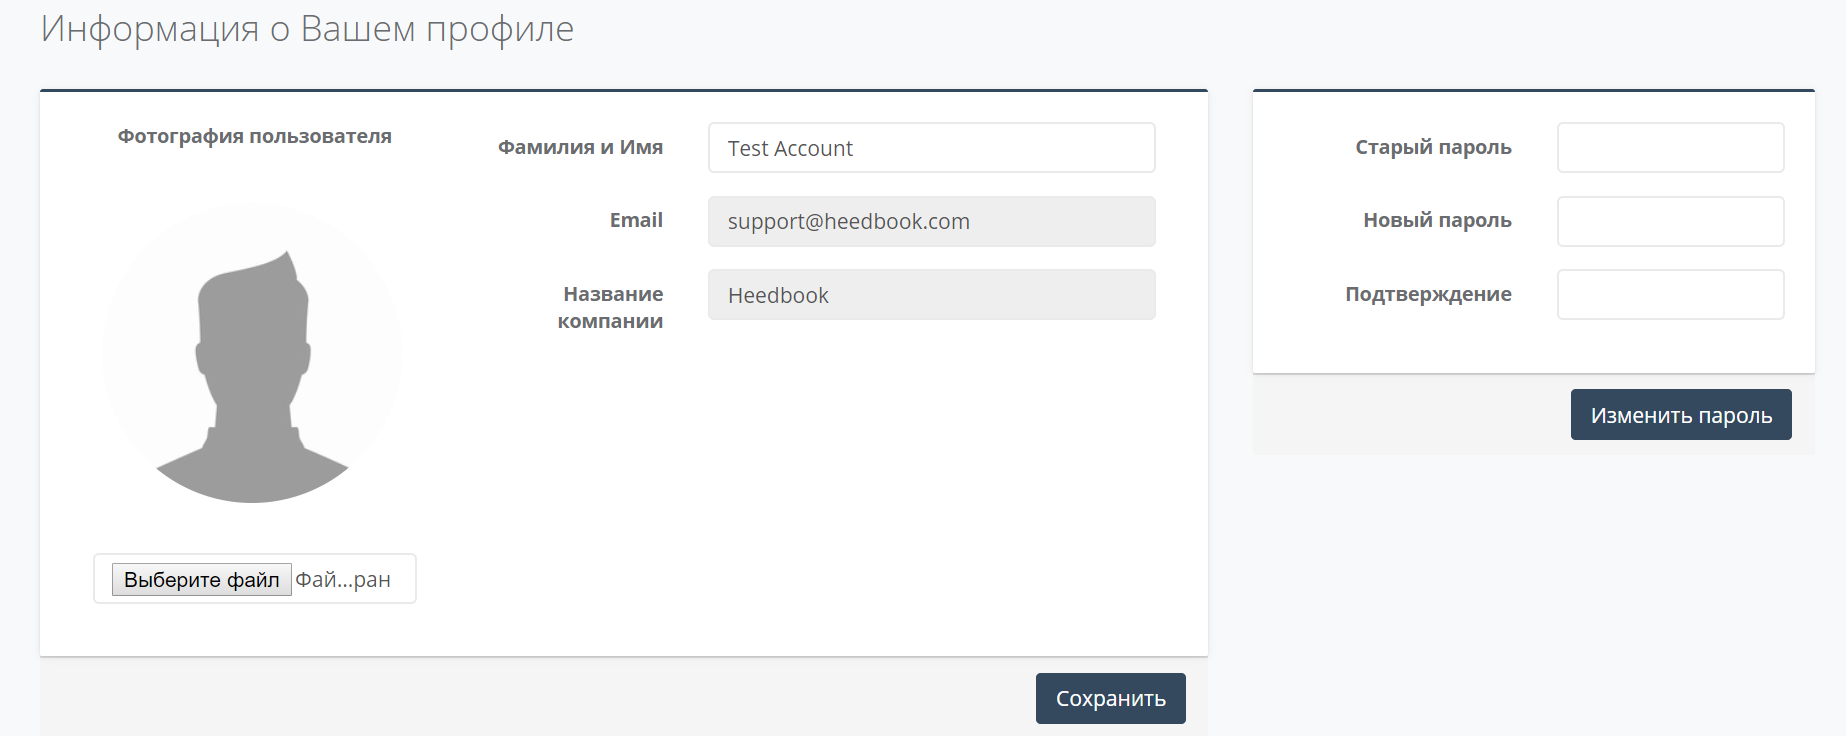 Информация о Вашем профиле
Фотография пользователя
Выберите файл Фай...ран
Фамилия и Имя Test Account
Email support@heedbook.com
Название Heedbook
компании
Сохранить
Старый пароль
Новый пароль
Подтверждение
Изменить пароль